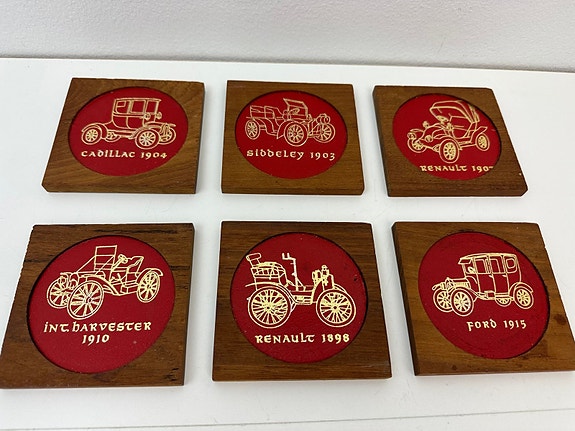 Cadillac 1904
Siddeley 1903
Renault
Int. Harvester
1910
Renault 1898
Ford 1915